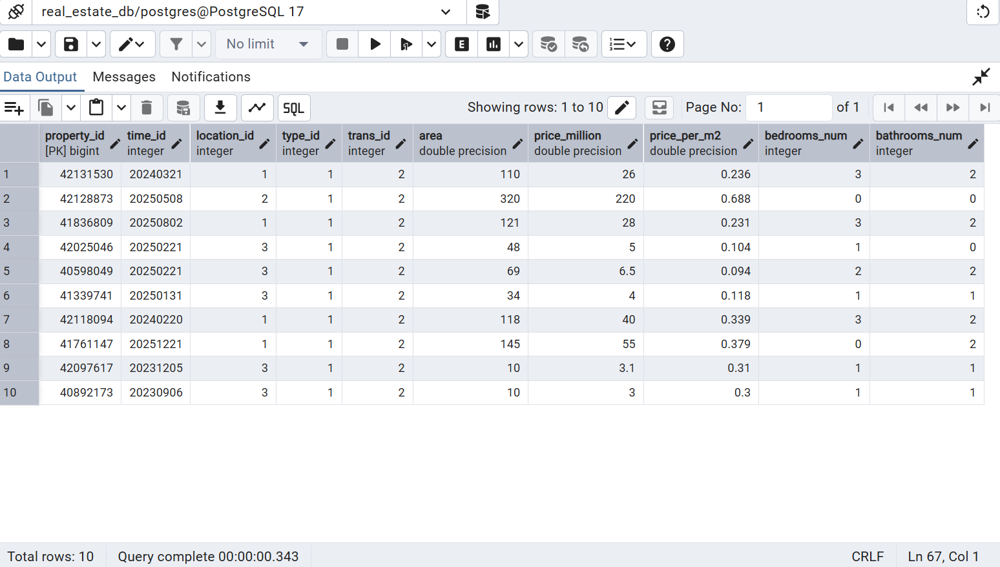 real_estate_db/postgres@PostgreSQL 17
No limit
E
Data Output Messages Notifications
SQL Showing rows: 1 to 10 Page No: 1 of 1
property_id time_id location_id type_id trans_id area price_million price_per_m2 bedrooms_num bathrooms_num
[PK] bigint integer integer integer integer double precision double precision double precision integer integer
1 42131530 20240321 1 1 2 110 26 0.236 3 2
2 42128873 20250508 2 1 2 320 220 0.688 0 0
3 41836809 20250802 1 1 2 121 28 0.231 3 2
4 42025046 20250221 3 1 2 48 5 0.104 1 0
5 40598049 20250221 3 1 2 69 6.5 0.094 2 2
6 41339741 20250131 3 1 2 34 4 0.118 1 1
7 42118094 20240220 1 1 2 118 40 0.339 3 2
8 41761147 20251221 1 1 2 145 55 0.379 0 2
9 42097617 20231205 3 1 2 10 3.1 0.31 1 1
10 40892173 20230906 3 1 2 10 3 0.3 1 1
Total rows: 10 Query complete 00:00:00.343 CRLF Ln 67, Col 1